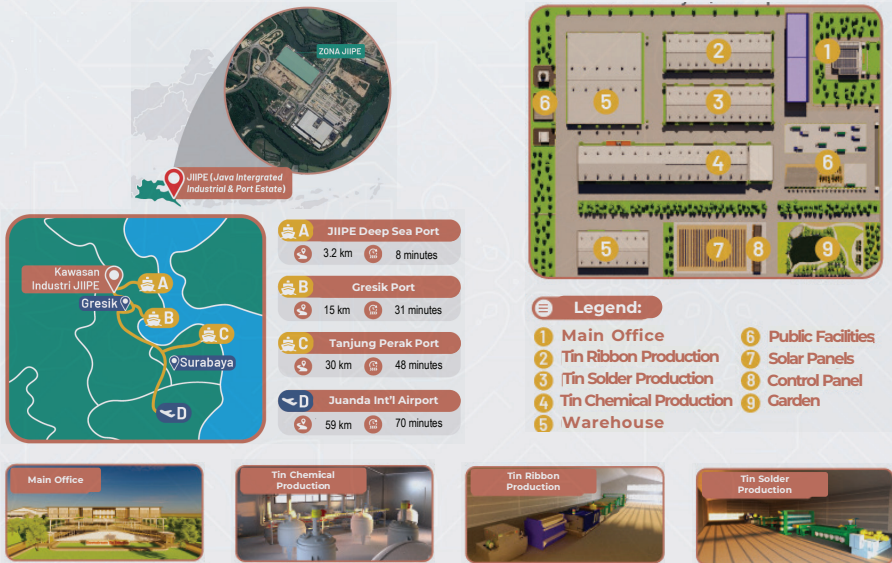 ZONA JIIPE
JIIPE (Java Intergrated
Industrial & Port Estate)
Kawasan
Industri JIIPE
Gresik
A
B
C
Surabaya
D
A
JIIPE Deep Sea Port
3.2 km
8 minutes
B
Gresik Port
15 km
31 minutes
C
Tanjung Perak Port
30 km
48 minutes
D
Juanda Int'l Airport
59 km
70 minutes
1
2
3
4
5
6
6
5
7
8
9
Legend:
1 Main Office
2 Tin Ribbon Production
3 Tin Solder Production
4 Tin Chemical Production
5 Warehouse
6 Public Facilities
7 Solar Panels
8 Control Panel
9 Garden
Main Office
Tin Chemical
Production
Tin Ribbon
Production
Tin Solder
Production